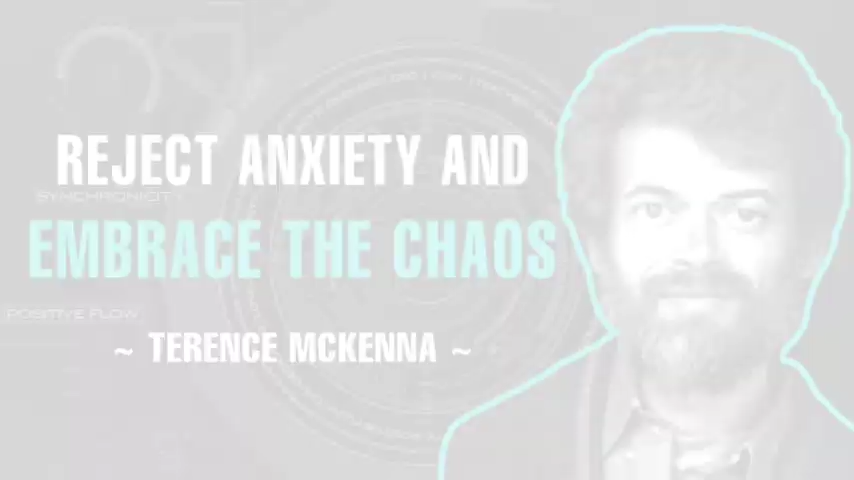 REJECT ANXIETY AND
SYNCHRONICITY
EMBRACE THE CHAOS
POSITIVE FLOW
~ TERENCE MCKENNA ~